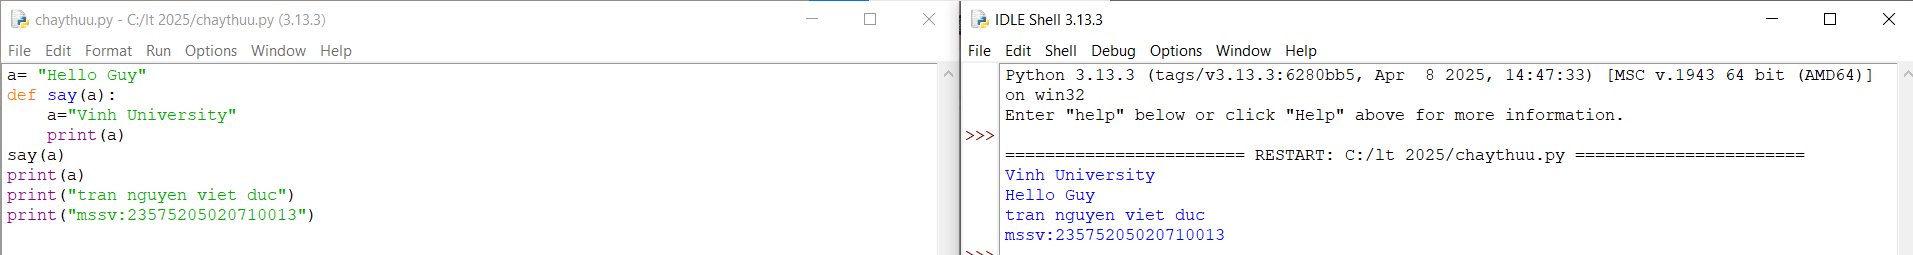 chaythuu.py - C:/lt 2025/chaythuu.py (3.13.3)
File Edit Format Run Options Window Help
a= "Hello Guy"
def say(a):
    a="Vinh University"
    print(a)
say(a)
print(a)
print("tran nguyen viet duc")
print("mssv:23575205020710013")
IDLE Shell 3.13.3
File Edit Shell Debug Options Window Help
Python 3.13.3 (tags/v3.13.3:6280bb5, Apr  8 2025, 14:47:33) [MSC v.1943 64 bit (AMD64)]
on win32
Enter "help" below or click "Help" above for more information.
>>>
======================== RESTART: C:/lt 2025/chaythuu.py =======================
Vinh University
Hello Guy
tran nguyen viet duc
mssv:23575205020710013
>>>